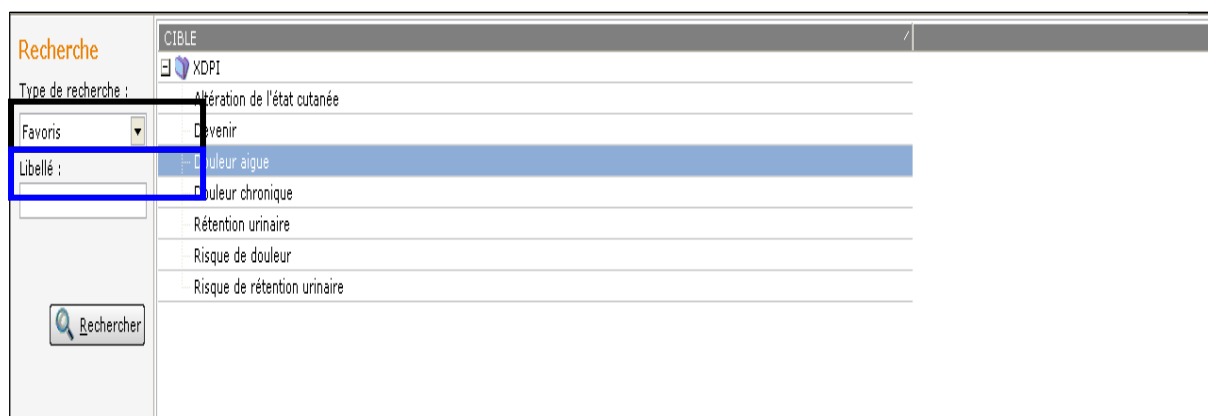 Recherche
Type de recherche :
Favoris
Libellé :
Rechercher
CIBLE
XDPI
Altération de l'état cutanée
Devenir
Douleur aigue
Douleur chronique
Rétention urinaire
Risque de douleur
Risque de rétention urinaire